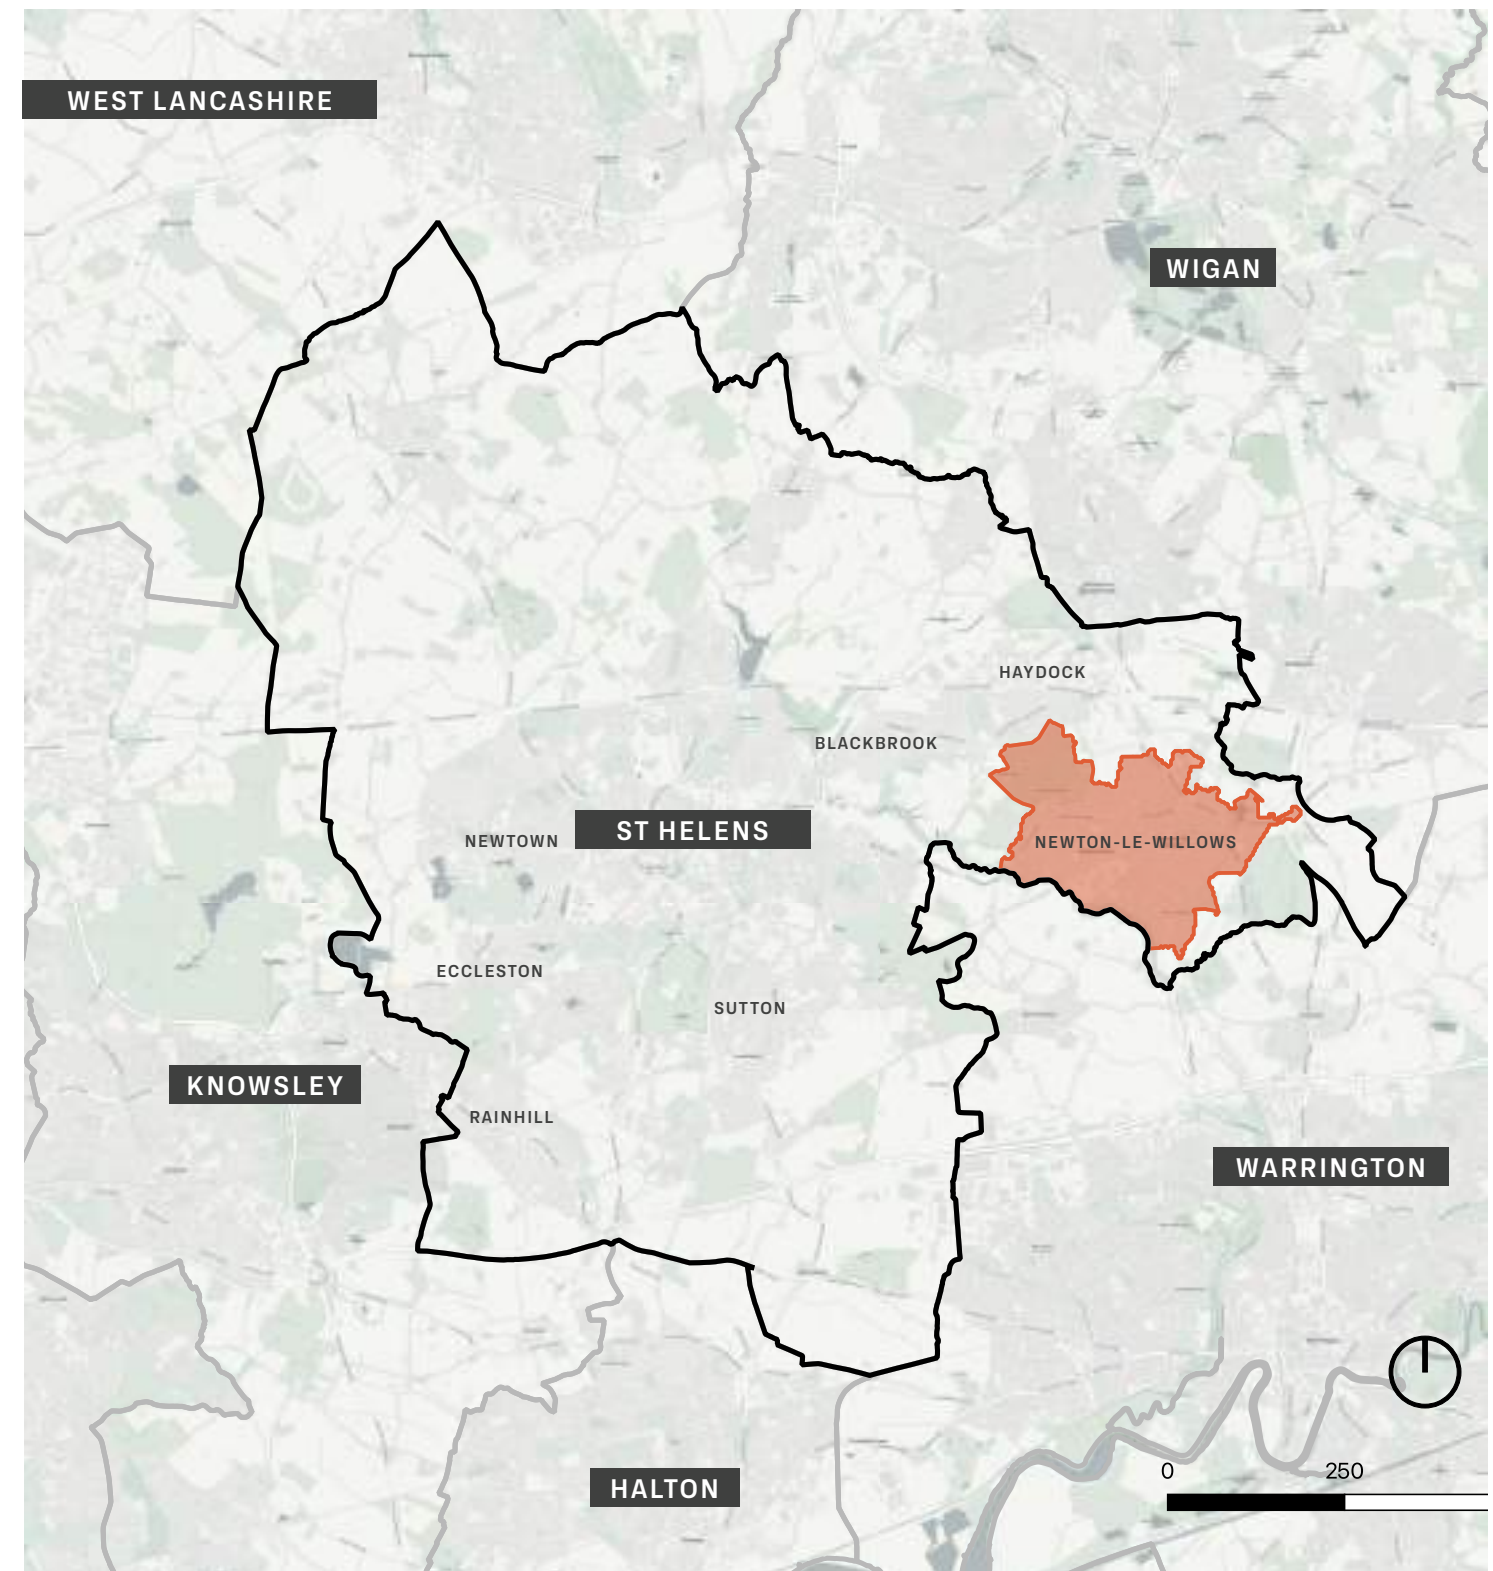 WEST LANCASHIRE
WIGAN
HAYDOCK
BLACKBROOK
ST HELENS
NEWTOWN
NEWTON-LE-WILLOWS
ECCLESTON
SUTTON
KNOWSLEY
RAINHILL
WARRINGTON
0 250
HALTON